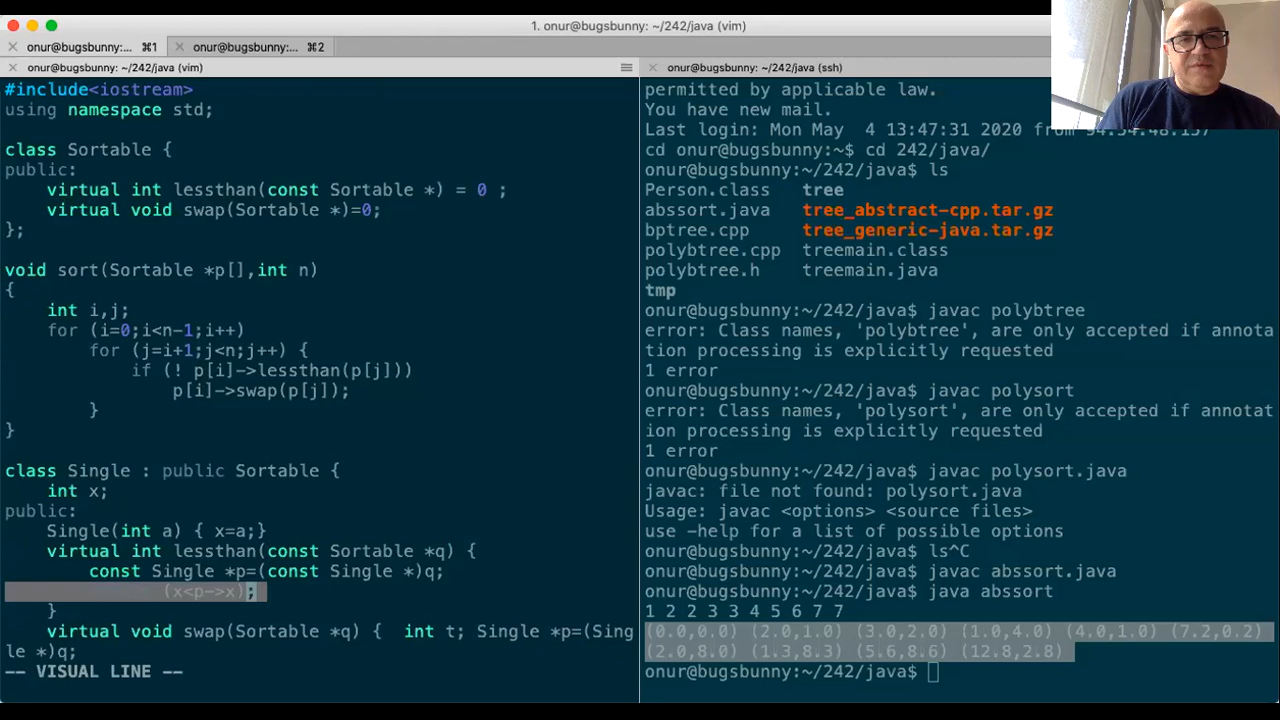 1. onur@bugsbunny: ~/242/java (vim)
× onur@bugsbunny:... ⌘1 × onur@bugsbunny:... ⌘2
× onur@bugsbunny: ~/242/java (vim)
#include<iostream>
using namespace std;
class Sortable {
public:
virtual int lessthan(const Sortable *) = 0 ;
virtual void swap(Sortable *)=0;
};
void sort(Sortable *p[],int n)
{
int i,j;
for (i=0;i<n-1;i++)
for (j=i+1;j<n;j++) {
if (! p[i]->lessthan(p[j]))
p[i]->swap(p[j]);
}
}
class Single : public Sortable {
int x;
public:
Single(int a) { x=a;}
virtual int lessthan(const Sortable *q) {
const Single *p=(const Single *)q;
(x<p->x);
}
virtual void swap(Sortable *q) {  int t; Single *p=(Sing
le *)q;
-- VISUAL LINE --
× onur@bugsbunny: ~/242/java (ssh)
permitted by applicable law.
You have new mail.
Last login: Mon May  4 13:47:31 2020 from
cd onur@bugsbunny:~$ cd 242/java/
onur@bugsbunny:~/242/java$ ls
Person.class tree
abssort.java tree_abstract-cpp.tar.gz
bptree.cpp tree_generic-java.tar.gz
polybtree.cpp treemain.class
polybtree.h treemain.java
tmp
onur@bugsbunny:~/242/java$ javac polybtree
error: Class names, 'polybtree', are only accepted if annota
tion processing is explicitly requested
1 error
onur@bugsbunny:~/242/java$ javac polysort
error: Class names, 'polysort', are only accepted if annotat
ion processing is explicitly requested
1 error
onur@bugsbunny:~/242/java$ javac polysort.java
javac: file not found: polysort.java
Usage: javac <options> <source files>
use -help for a list of possible options
onur@bugsbunny:~/242/java$ ls^C
onur@bugsbunny:~/242/java$ javac abssort.java
onur@bugsbunny:~/242/java$ java abssort
1 2 2 3 3 4 5 6 7 7
(0.0,0.0) (2.0,1.0) (3.0,2.0) (1.0,4.0) (4.0,1.0) (7.2,0.2)
(2.0,8.0) (1.3,8.3) (5.6,8.6) (12.8,2.8)
onur@bugsbunny:~/242/java$